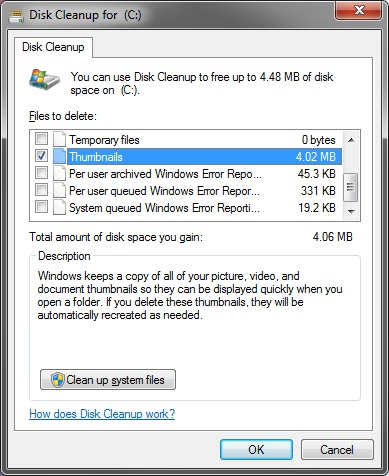 Disk Cleanup for (C:)
Disk Cleanup
You can use Disk Cleanup to free up to 4.48 MB of disk
space on (C:).
Files to delete:
Temporary files 0 bytes
Thumbnails 4.02 MB
Per user archived Windows Error Repo... 45.3 KB
Per user queued Windows Error Repor... 331 KB
System queued Windows Error Reporti... 19.2 KB
Total amount of disk space you gain: 4.06 MB
Description
Windows keeps a copy of all of your picture, video, and
document thumbnails so they can be displayed quickly when you
open a folder. If you delete these thumbnails, they will be
automatically recreated as needed.
Clean up system files
How does Disk Cleanup work?
OK Cancel